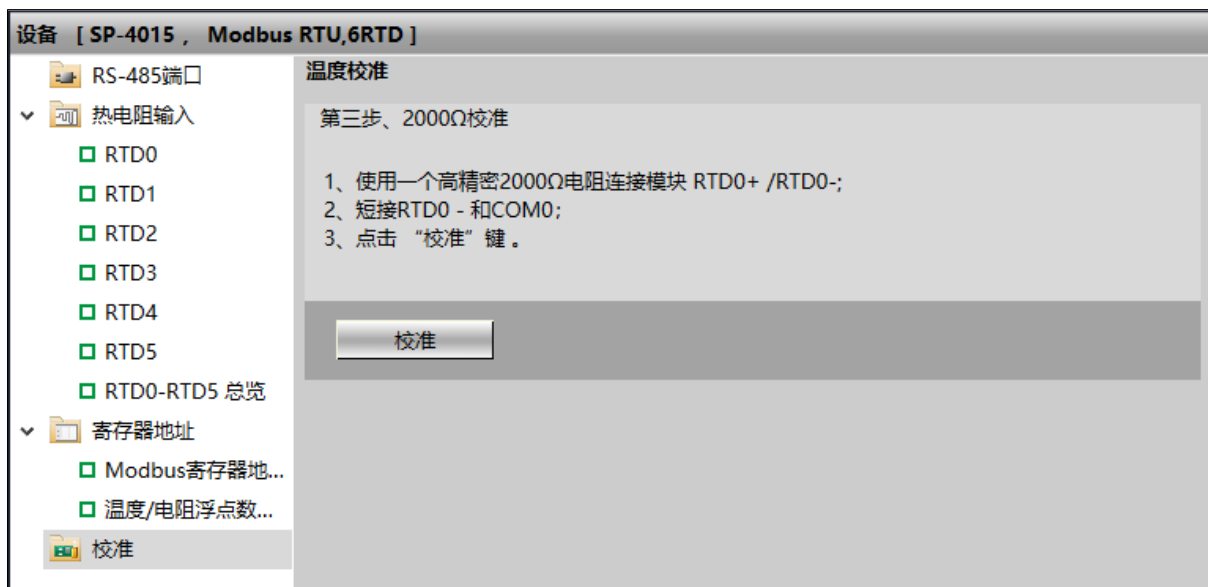 设备 [ SP-4015 , Modbus RTU,6RTD ]
RS-485端口
热电阻输入
RTD0
RTD1
RTD2
RTD3
RTD4
RTD5
RTD0-RTD5 总览
寄存器地址
Modbus寄存器地...
温度/电阻浮点数...
校准
温度校准
第三步、2000Ω校准
1、使用一个高精密2000Ω电阻连接模块 RTD0+ /RTD0-;
2、短接RTD0 - 和COM0;
3、点击 “校准”键 。
校准